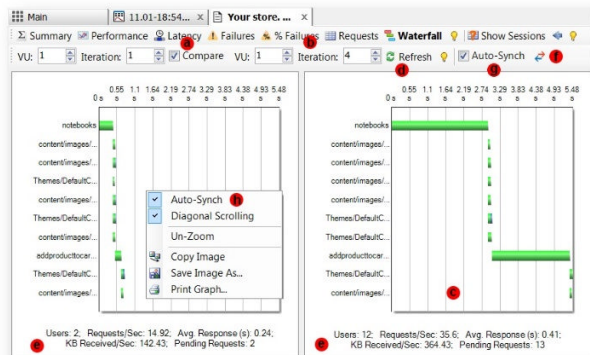 Main 11.01-18:54... x Your store. ... x
Σ Summary Performance Latency Failures % Failures Requests Waterfall Show Sessions
a b
VU: 1 Iteration: 1 Compare VU: 1 Iteration: 4 Refresh Auto-Synch f
d g
0 s 0.55 s 1.1 s 1.64 s 2.19 s 2.74 s 3.29 s 3.83 s 4.38 s 4.93 s 5.48 s
notebooks
content/images/...
content/images/...
Themes/DefaultC...
content/images/...
Themes/DefaultC...
content/images/...
addproducttocar...
Themes/DefaultC...
content/images/...
Auto-Synch h
Diagonal Scrolling
Un-Zoom
Copy Image
Save Image As...
Print Graph...
e Users: 2; Requests/Sec: 14.92; Avg. Response (s): 0.24;
KB Received/Sec: 142.43; Pending Requests: 2
0 s 0.55 s 1.1 s 1.64 s 2.19 s 2.74 s 3.29 s 3.83 s 4.38 s 4.93 s 5.48 s
notebooks
content/images/...
content/images/...
Themes/DefaultC...
content/images/...
Themes/DefaultC...
content/images/...
addproducttocar...
Themes/DefaultC...
content/images/... c
e Users: 12; Requests/Sec: 35.6; Avg. Response (s): 0.41;
KB Received/Sec: 364.43; Pending Requests: 13